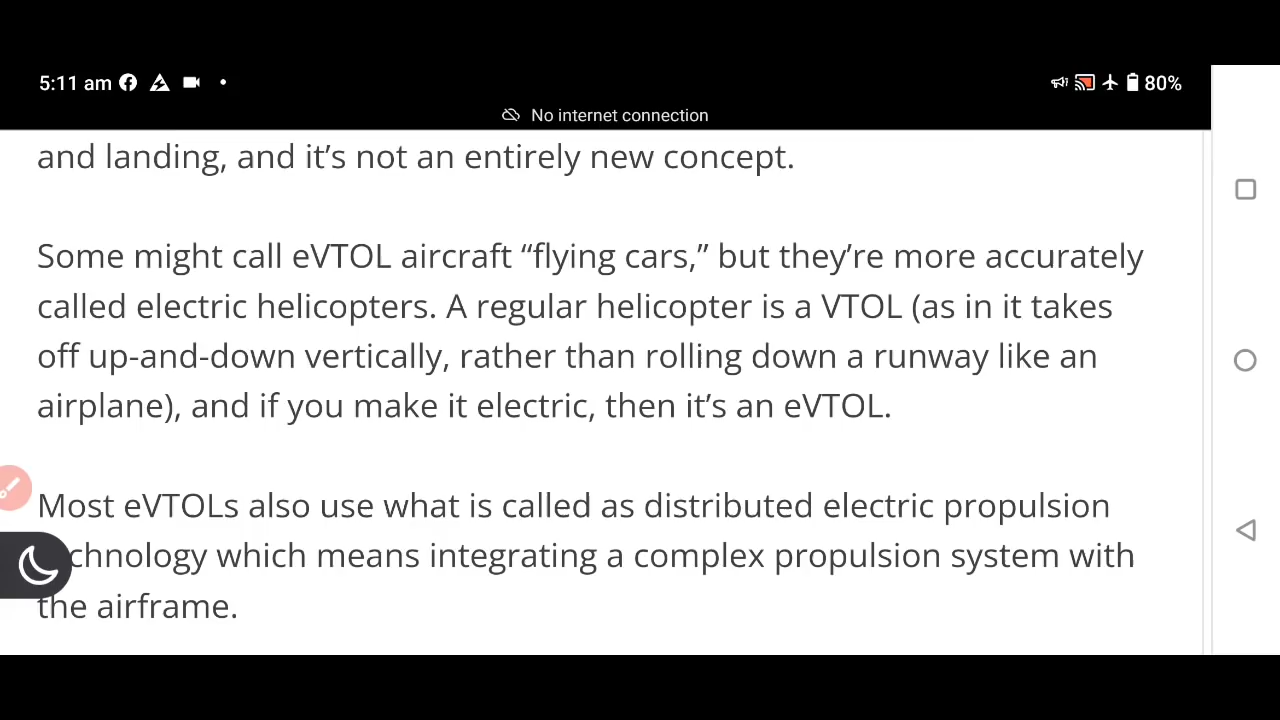 5:11 am
80%
No internet connection
and landing, and it’s not an entirely new concept.
Some might call eVTOL aircraft “flying cars,” but they’re more accurately
called electric helicopters. A regular helicopter is a VTOL (as in it takes
off up-and-down vertically, rather than rolling down a runway like an
airplane), and if you make it electric, then it’s an eVTOL.
Most eVTOLs also use what is called as distributed electric propulsion
chnology which means integrating a complex propulsion system with
the airframe.